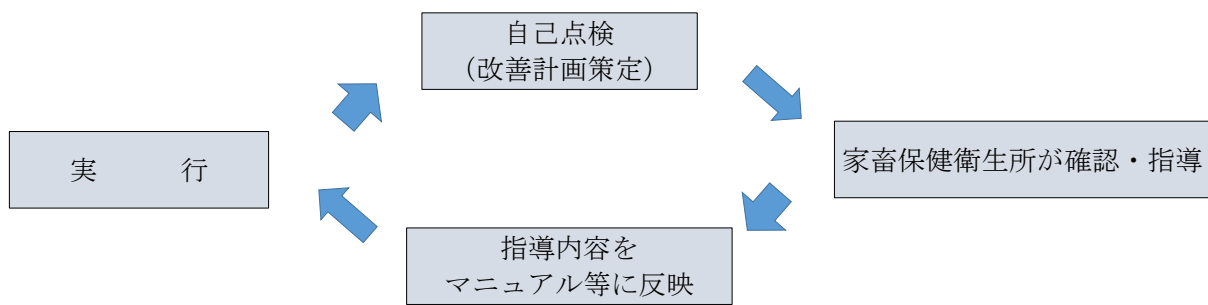 自己点検
（改善計画策定）
家畜保健衛生所が確認・指導
実　　　行
指導内容を
マニュアル等に反映